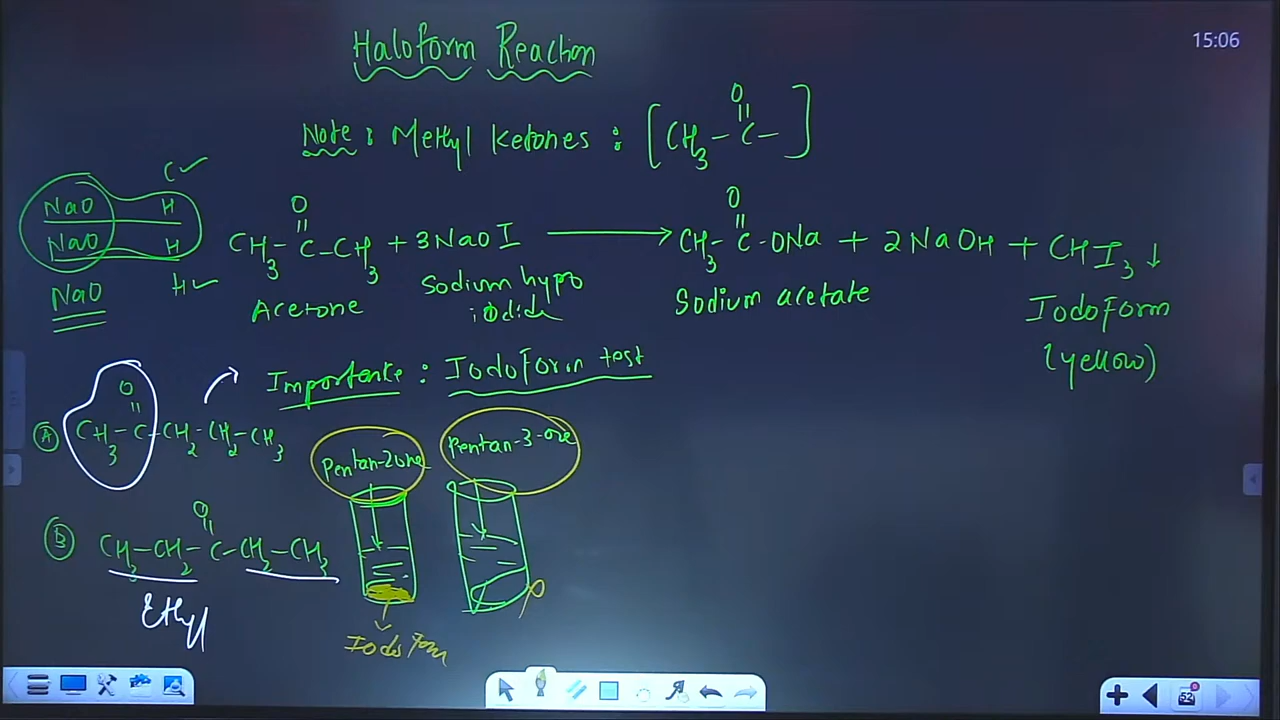 Haloform Reaction
15:06
Note : Methyl ketones : [CH3-C-]
O
C ✓
NaO H
NaO H
NaO
H ✓
O
CH3-C-CH3 + 3NaOI → CH3-C-ONa + 2NaOH + CHI3 ↓
O
Acetone
Sodium hypo
iodide
Sodium acetate
Iodoform
(yellow)
Importance : Iodoform test
O
A CH3-C-CH2-CH2-CH3
Pentan-2one
Pentan-3-one
O
B CH3-CH2-C-CH2-CH3
Ethyl
Iodoform
52